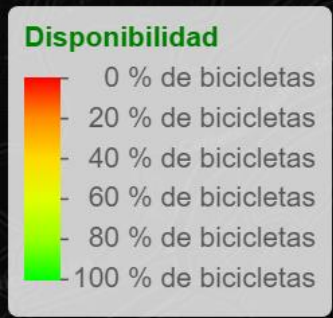 Disponibilidad
0 % de bicicletas
20 % de bicicletas
40 % de bicicletas
60 % de bicicletas
80 % de bicicletas
100 % de bicicletas